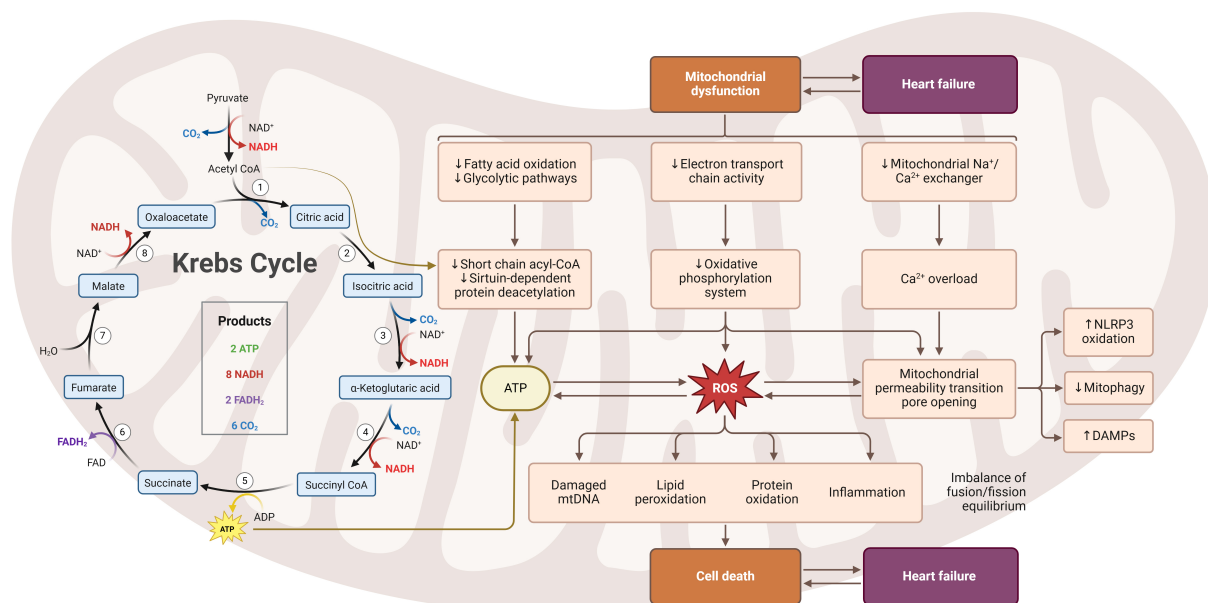 Pyruvate
CO₂
NAD⁺
NADH
Acetyl CoA
1
CO₂
Oxaloacetate
Citric acid
NADH
NAD⁺
8
2
Krebs Cycle
Malate
Isocitric acid
Products
2 ATP
8 NADH
2 FADH₂
6 CO₂
CO₂
NAD⁺
3
NADH
7
H₂O
Fumarate
α-Ketoglutaric acid
CO₂
4
NAD⁺
NADH
6
FADH₂
FAD
Succinate
5
Succinyl CoA
ADP
ATP
Mitochondrial
dysfunction
Heart failure
↓Fatty acid oxidation
↓Glycolytic pathways
↓Electron transport
chain activity
↓Mitochondrial Na⁺/
Ca²⁺ exchanger
↓Short chain acyl-CoA
↓Sirtuin-dependent
protein deacetylation
↓Oxidative
phosphorylation
system
Ca²⁺ overload
ATP
ROS
Mitochondrial
permeability transition
pore opening
↑NLRP3
oxidation
↓Mitophagy
↑DAMPs
Damaged
mtDNA
Lipid
peroxidation
Protein
oxidation
Inflammation
Imbalance of
fusion/fission
equilibrium
Cell death
Heart failure